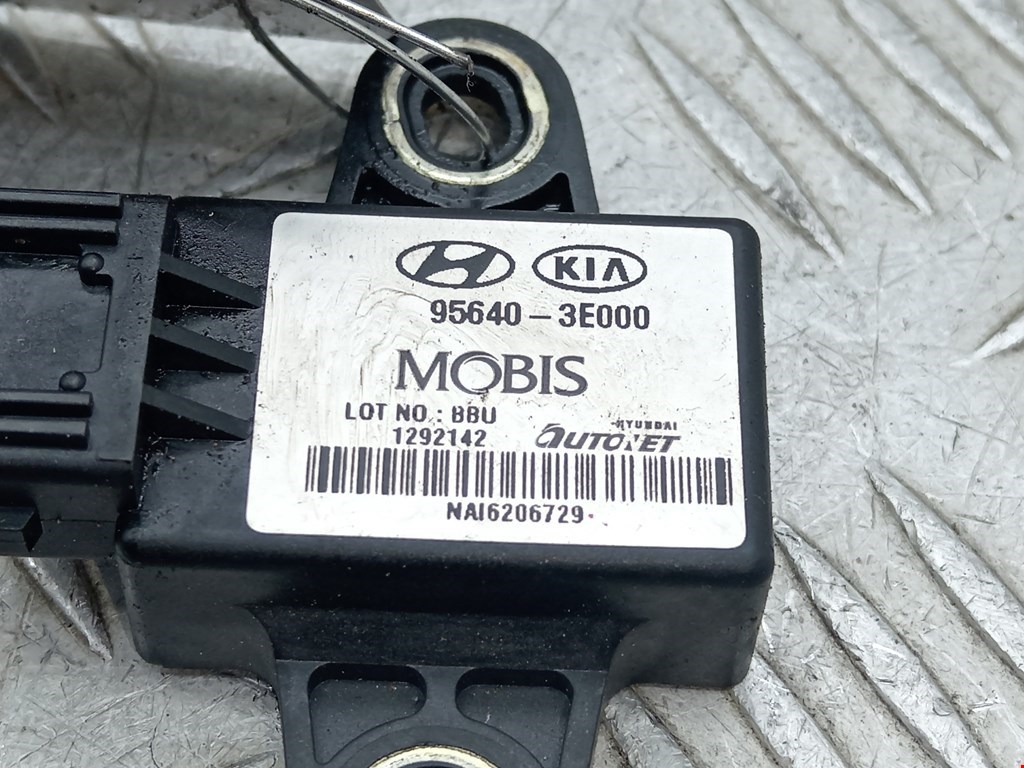 KIA
95640-3E000
MOBIS
LOT NO.: BBU
1292142
HYUNDAI
AUTONET
NAI6206729